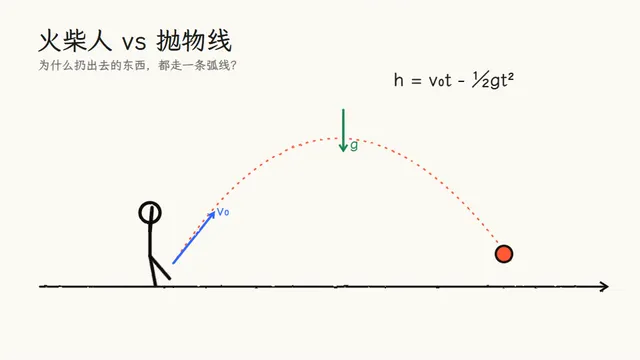 火柴人 vs 抛物线
为什么扔出去的东西，都走一条弧线？
h = v₀t - ½gt²
g
v₀